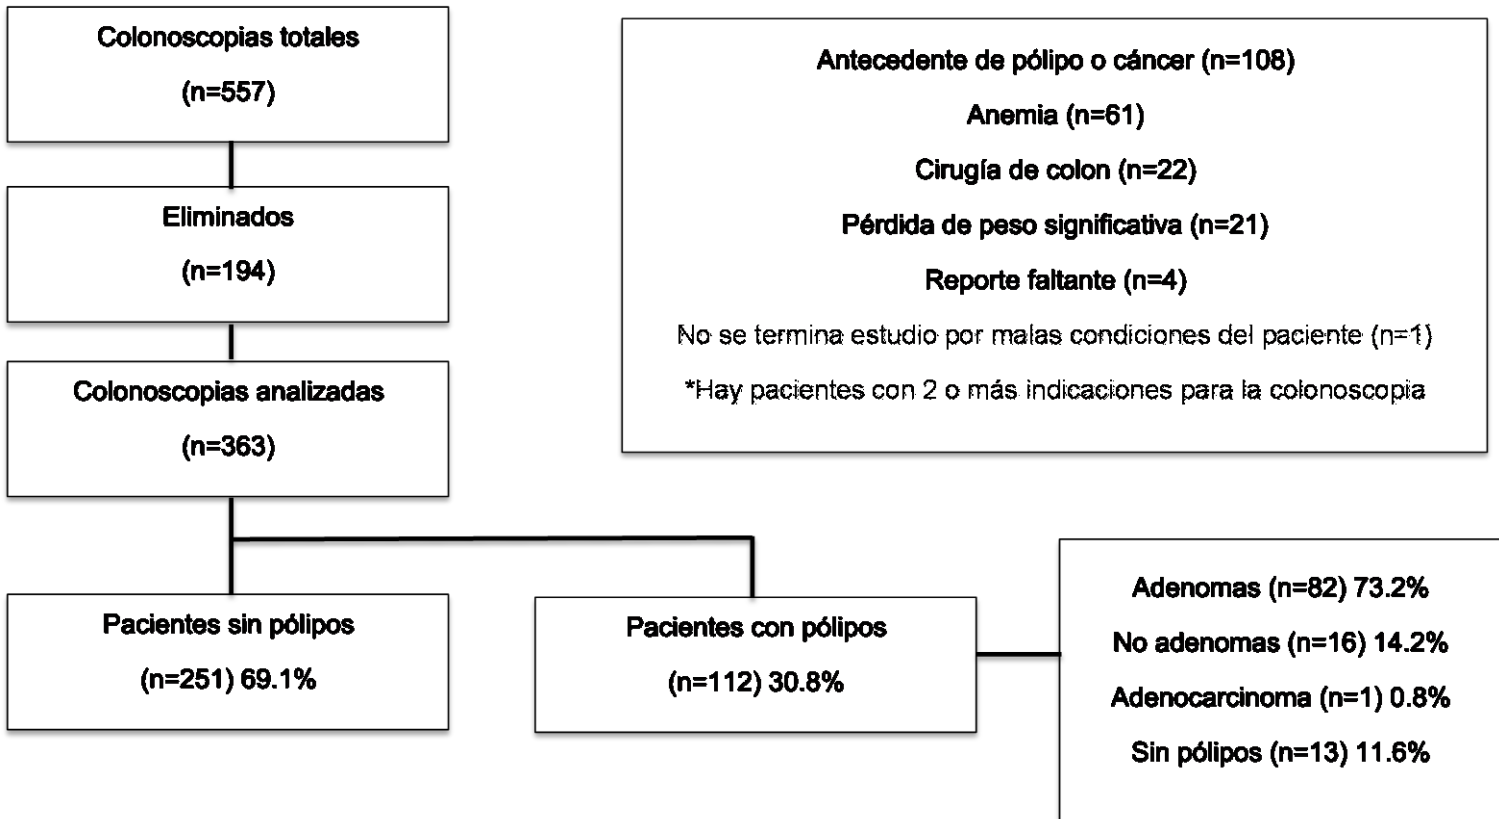 Colonoscopias totales
(n=557)
Eliminados
(n=194)
Colonoscopias analizadas
(n=363)
Antecedente de pólipo o cáncer (n=108)
Anemia (n=61)
Cirugía de colon (n=22)
Pérdida de peso significativa (n=21)
Reporte faltante (n=4)
No se termina estudio por malas condiciones del paciente (n=1)
*Hay pacientes con 2 o más indicaciones para la colonoscopia
Pacientes sin pólipos
(n=251) 69.1%
Pacientes con pólipos
(n=112) 30.8%
Adenomas (n=82) 73.2%
No adenomas (n=16) 14.2%
Adenocarcinoma (n=1) 0.8%
Sin pólipos (n=13) 11.6%